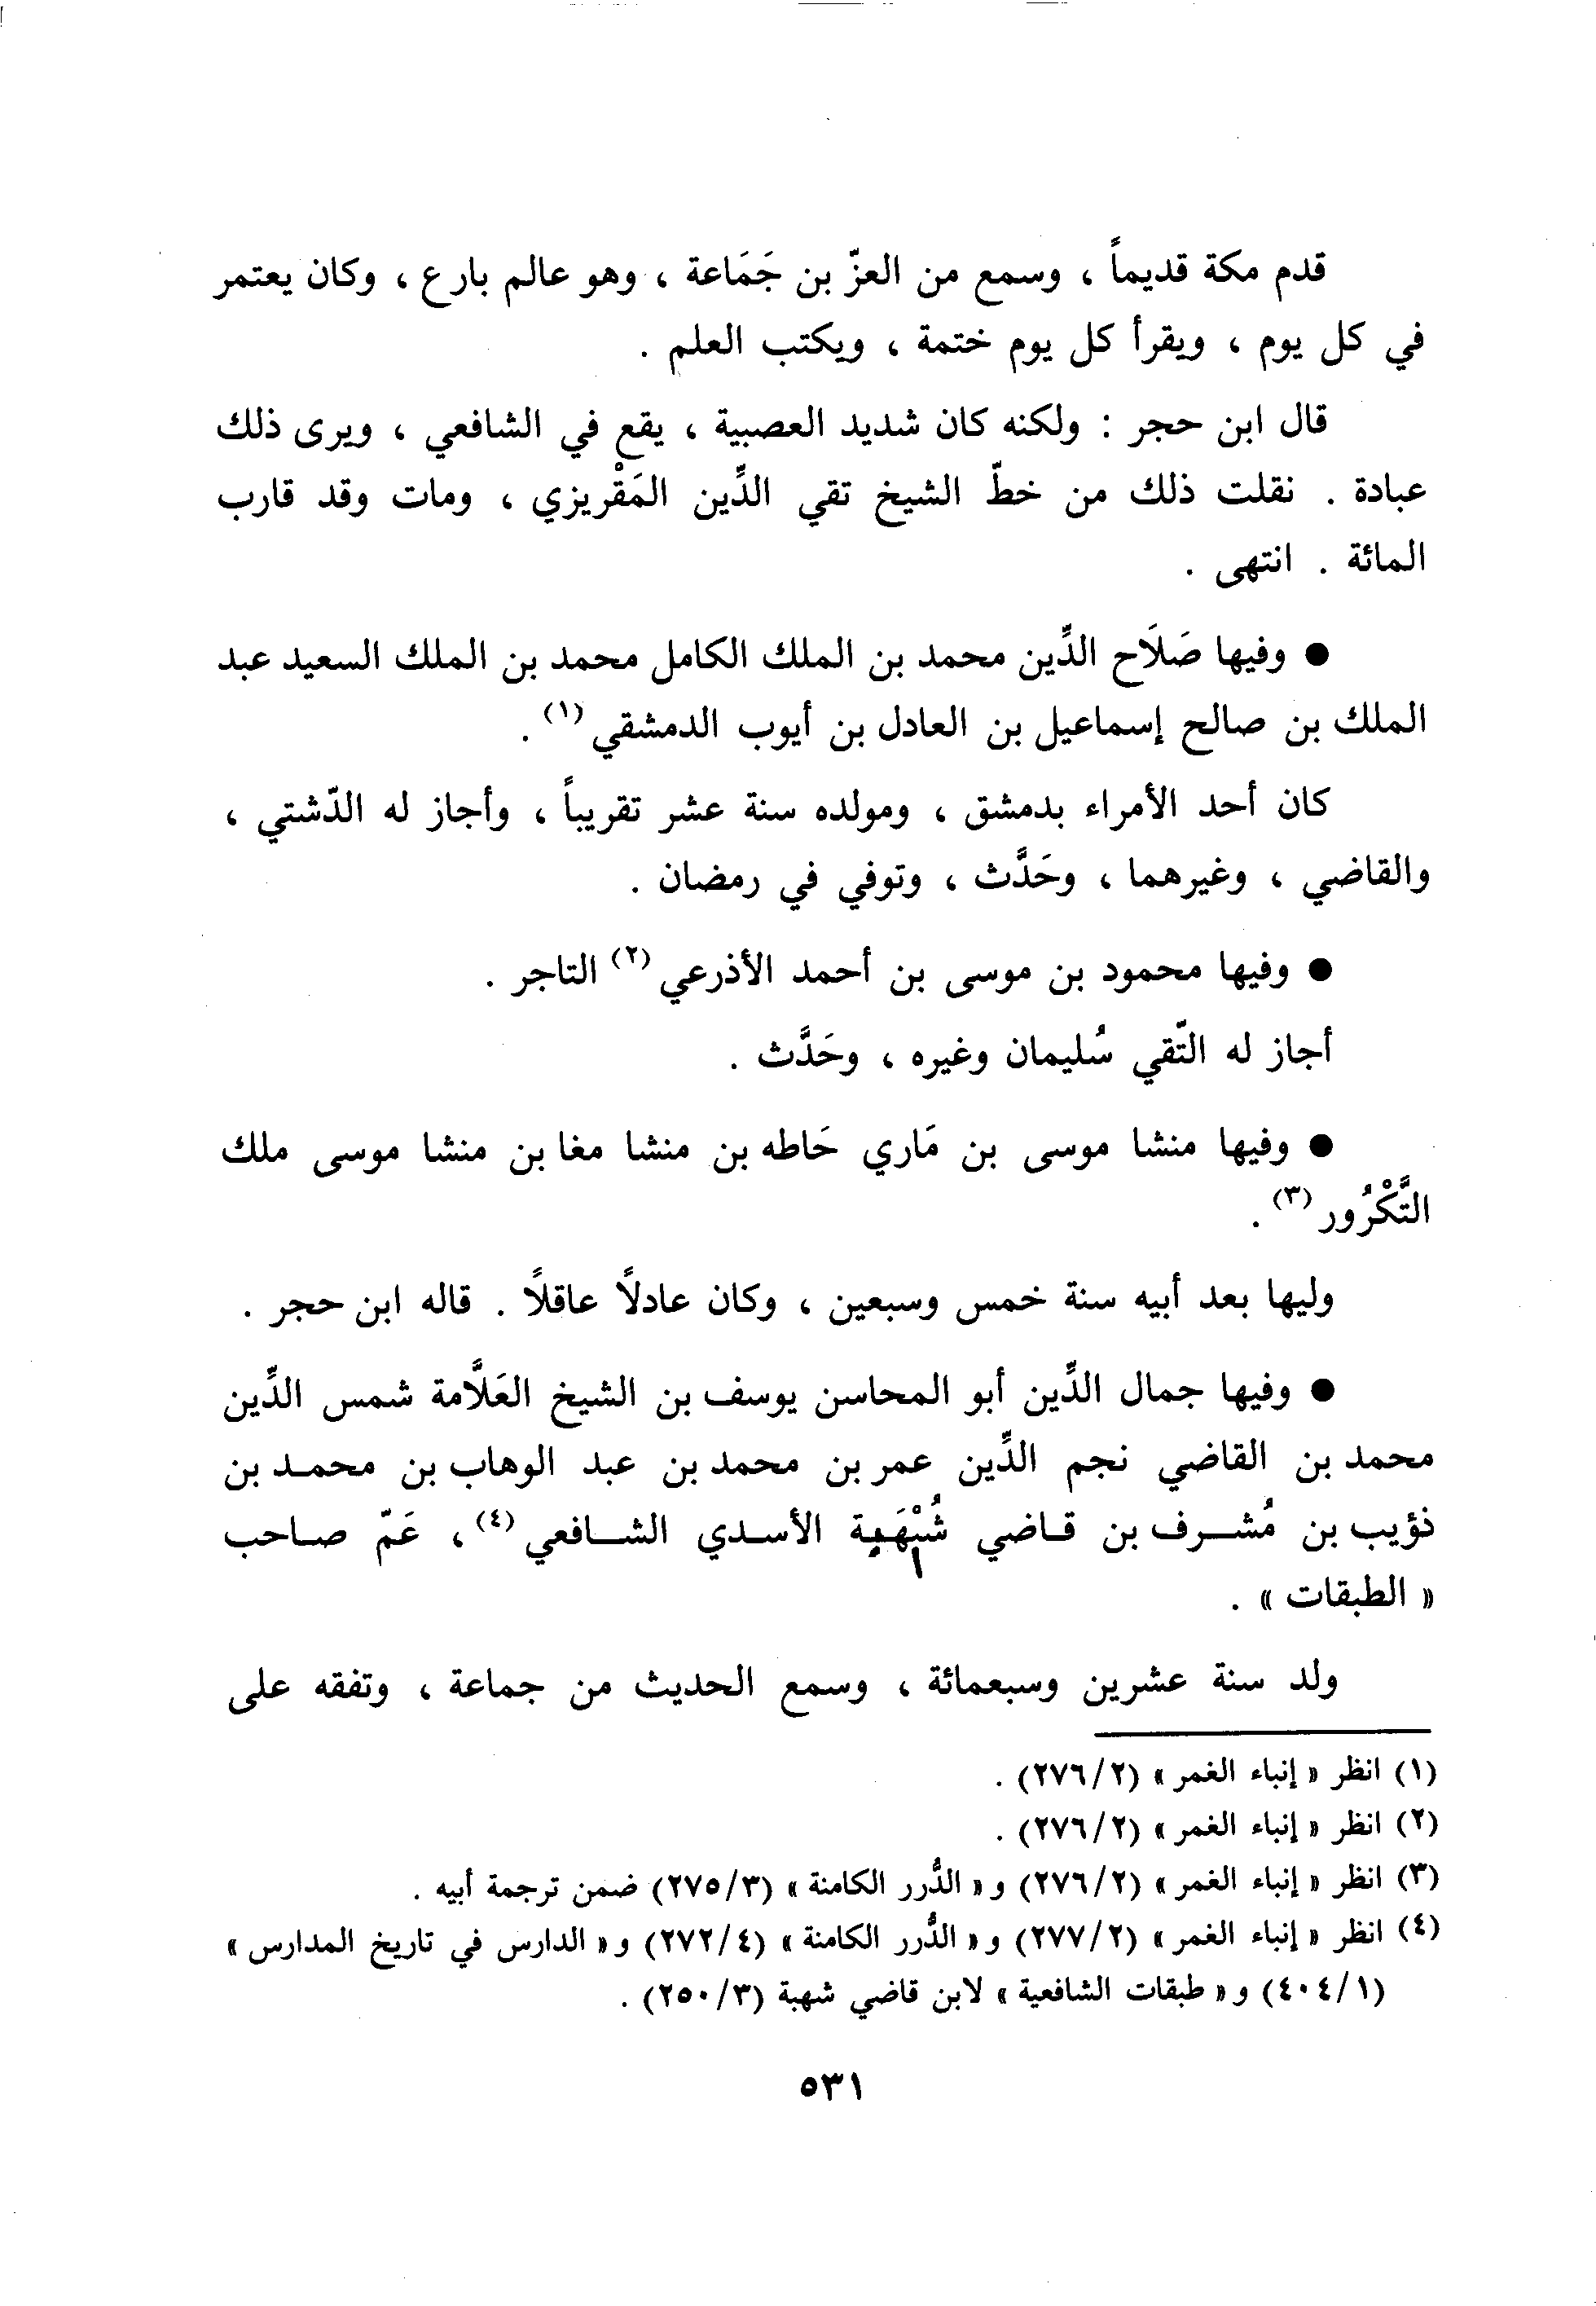 قدم مكة قديماً ، وسمع من العزّ بن جَمَاعة ، وهو عالم بارع ، وكان يعتمر
في كل يوم ، ويقرأ كل يوم ختمة ، ويكتب العلم .
قال ابن حجر : ولكنه كان شديد العصبية ، يقع في الشافعي ، ويرى ذلك
عبادة . نقلت ذلك من خطّ الشيخ تقي الدِّين المَقْريزي ، ومات وقد قارب
المائة . انتهى .
● وفيها صَلَاح الدِّين محمد بن الملك الكامل محمد بن الملك السعيد عبد
الملك بن صالح إسماعيل بن العادل بن أيوب الدمشقي (١) .
كان أحد الأمراء بدمشق ، ومولده سنة عشر تقريباً ، وأجاز له الدّشتي ،
والقاضي ، وغيرهما ، وحَدَّث ، وتوفي في رمضان .
● وفيها محمود بن موسى بن أحمد الأذرعي (٢) التاجر .
أجاز له التّقي سُليمان وغيره ، وحَدَّث .
● وفيها منشا موسى بن مَاري حَاطه بن منشا مغا بن منشا موسى ملك
التَّكْرُور (٣) .
وليها بعد أبيه سنة خمس وسبعين ، وكان عادلًا عاقلًا . قاله ابن حجر .
● وفيها جمال الدِّين أبو المحاسن يوسف بن الشيخ العَلَّامة شمس الدِّين
محمد بن القاضي نجم الدِّين عمر بن محمد بن عبد الوهاب بن محمـد بن
ذؤيب بن مُشـرف بن قـاضي شُبْهَبة الأسـدي الشـافعي (٤) ، عَمّ صـاحب
« الطبقات » .
ولد سنة عشرين وسبعمائة ، وسمع الحديث من جماعة ، وتفقه على
(١) انظر « إنباء الغمر » (٢/ ٢٧٦) .
(٢) انظر « إنباء الغمر » (٢/ ٢٧٦) .
(٣) انظر « إنباء الغمر » (٢/ ٢٧٦) و « الدُّرر الكامنة » (٣/ ٢٧٥) ضمن ترجمة أبيه .
(٤) انظر « إنباء الغمر » (٢/ ٢٧٧) و « الدُّرر الكامنة » (٤/ ٢٧٢) و « الدارس في تاريخ المدارس »
(١/ ٤٠٤) و « طبقات الشافعية » لابن قاضي شهبة (٣/ ٢٥٠) .
٥٣١